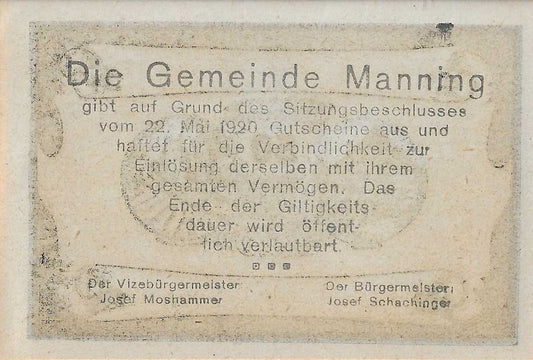 Die Gemeinde Manning
gibt auf Grund des Sitzungsbeschlusses
vom 22. Mai 1920 Gutscheine aus und
haftet für die Verbindlichkeit zur
Einlösung derselben mit ihrem
gesamten Vermögen. Das
Ende der Giltigkeits-
dauer wird öffent-
lich verlautbart.
Der Vizebürgermeister: Der Bürgermeister:
Josef Moshammer Josef Schachinger